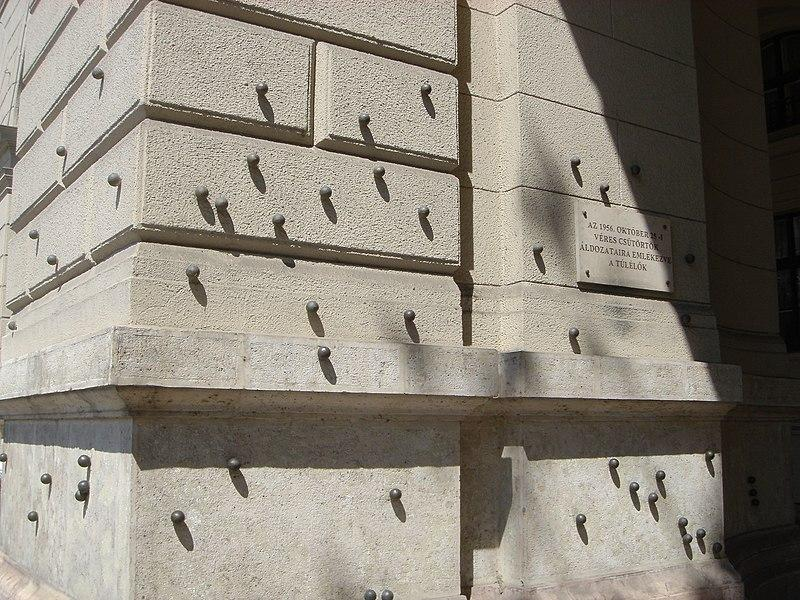 AZ 1956. OKTÓBER 25-I
VÉRES CSÜTÖRTÖK
ÁLDOZATAIRA EMLÉKEZVE
A TÚLÉLŐK